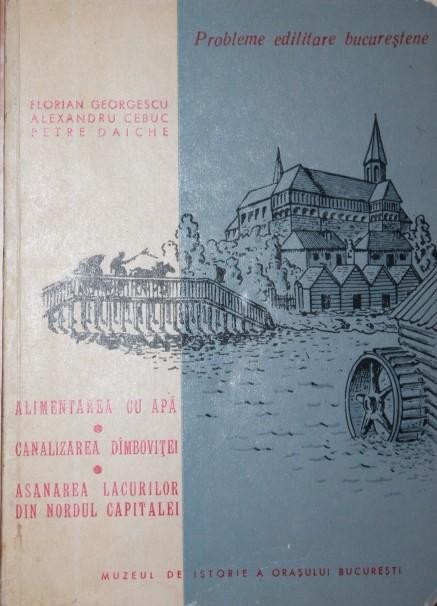 Probleme edilitare bucureștene
FLORIAN GEORGESCU
ALEXANDRU CEBUC
PETRE DAICHE
ALIMENTAREA CU APĂ
CANALIZAREA DÎMBOVIȚEI
ASANAREA LACURILOR
DIN NORDUL CAPITALEI
MUZEUL DE ISTORIE A ORAȘULUI BUCUREȘTI